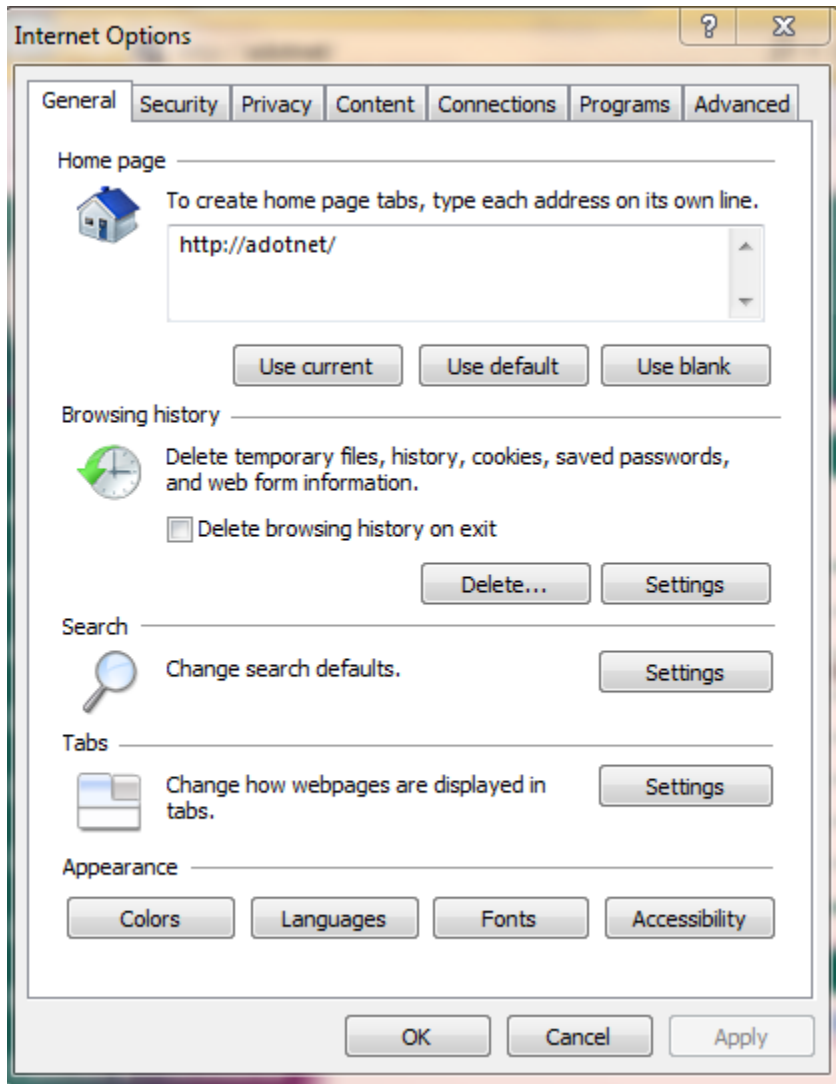 Internet Options
General Security Privacy Content Connections Programs Advanced
Home page
To create home page tabs, type each address on its own line.
http://adotnet/
Use current Use default Use blank
Browsing history
Delete temporary files, history, cookies, saved passwords,
and web form information.
Delete browsing history on exit
Delete... Settings
Search
Change search defaults.
Settings
Tabs
Change how webpages are displayed in
tabs.
Settings
Appearance
Colors Languages Fonts Accessibility
OK Cancel Apply